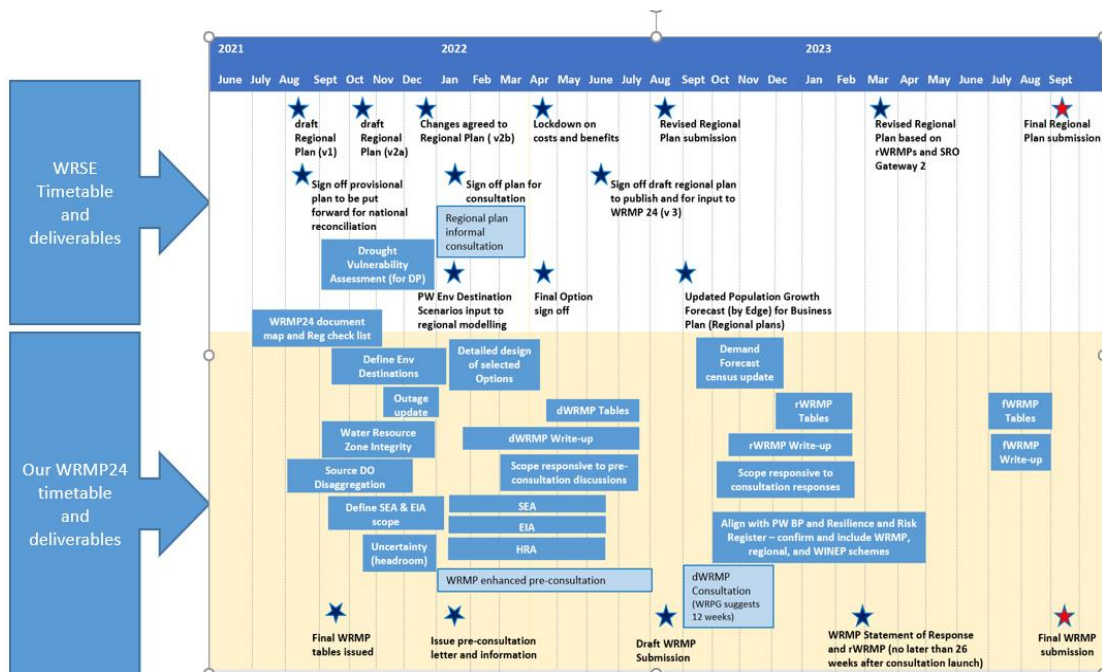 2021
2022
2023
June July Aug Sept Oct Nov Dec Jan Feb Mar Apr May June July Aug Sept Oct Nov Dec Jan Feb Mar Apr May June July Aug Sept
WRSE
Timetable
and
deliverables
draft
Regional
Plan (v1)
draft
Regional
Plan (v2a)
Changes agreed to
Regional Plan ( v2b)
Lockdown on
costs and benefits
Revised Regional
Plan submission
Revised Regional
Plan based on
rWRMPs and SRO
Gateway 2
Final Regional
Plan submission
Sign off provisional
plan to be put
forward for national
reconciliation
Sign off plan for
consultation
Sign off draft regional plan
to publish and for input to
WRMP 24 (v 3)
Regional plan
informal
consultation
Drought
Vulnerability
Assessment (for DP)
PW Env Destination
Scenarios input to
regional modelling
Final Option
sign off
Updated Population Growth
Forecast (by Edge) for Business
Plan (Regional plans)
Our WRMP24
timetable
and
deliverables
WRMP24 document
map and Reg check list
Define Env
Destinations
Detailed design
of selected
Options
Demand
Forecast
census update
Outage
update
dWRMP Tables
rWRMP
Tables
fWRMP
Tables
Water Resource
Zone Integrity
dWRMP Write-up
rWRMP Write-up
fWRMP
Write-up
Source DO
Disaggregation
Scope responsive to pre-
consultation discussions
Scope responsive to
consultation responses
Define SEA & EIA
scope
SEA
EIA
HRA
Align with PW BP and Resilience and Risk
Register – confirm and include WRMP,
regional, and WINEP schemes
Uncertainty
(headroom)
WRMP enhanced pre-consultation
dWRMP
Consultation
(WRPG suggests
12 weeks)
Final WRMP
tables issued
Issue pre-consultation
letter and information
Draft WRMP
Submission
WRMP Statement of Response
and rWRMP (no later than 26
weeks after consultation launch)
Final WRMP
submission